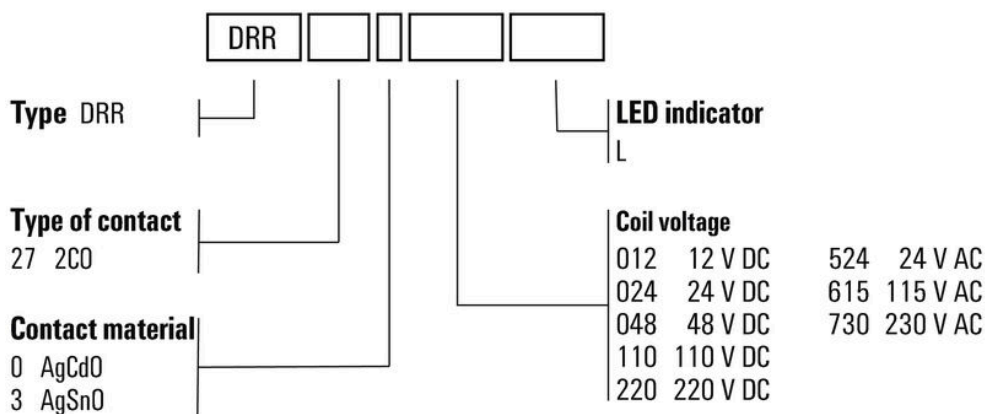 DRR
Type DRR
LED indicator
L
Type of contact
27 2CO
Contact material
0 AgCdO
3 AgSnO
Coil voltage
012 12 V DC 524 24 V AC
024 24 V DC 615 115 V AC
048 48 V DC 730 230 V AC
110 110 V DC
220 220 V DC